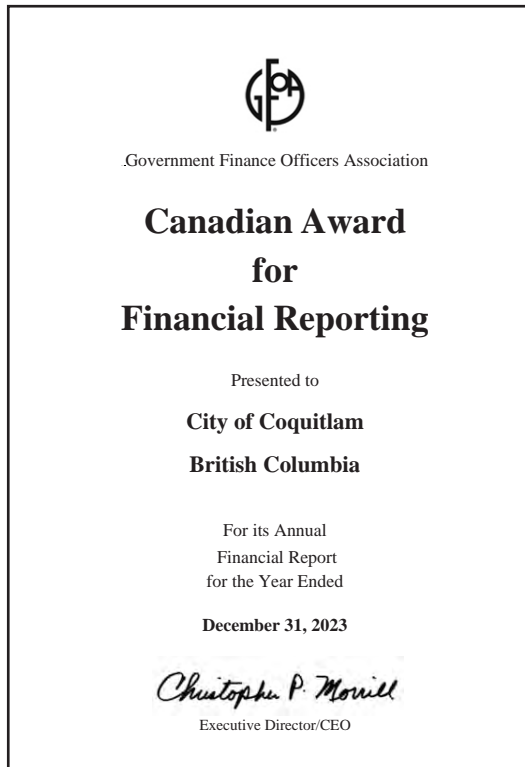 GFOA
Government Finance Officers Association
Canadian Award
for
Financial Reporting
Presented to
City of Coquitlam
British Columbia
For its Annual
Financial Report
for the Year Ended
December 31, 2023
Christopher P. Morrill
Executive Director/CEO